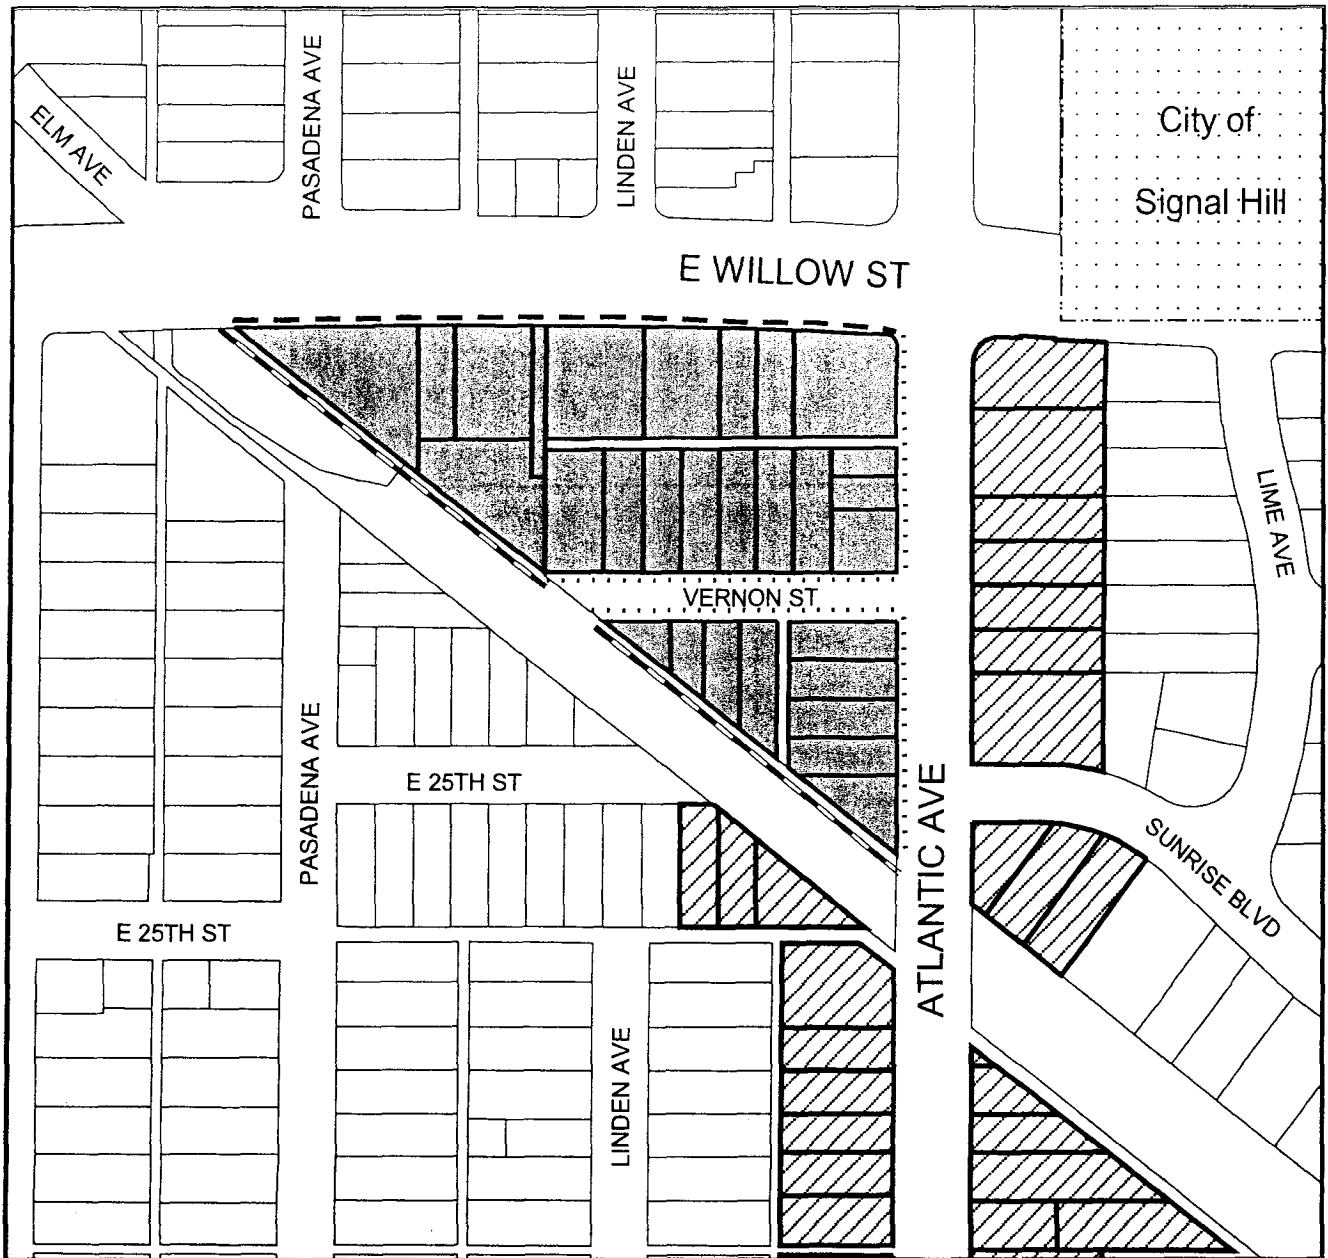 PASADENA AVE
LINDEN AVE
City of
Signal Hill
ELM AVE
E WILLOW ST
LIME AVE
VERNON ST
PASADENA AVE
E 25TH ST
ATLANTIC AVE
SUNRISE BLVD
E 25TH ST
LINDEN AVE